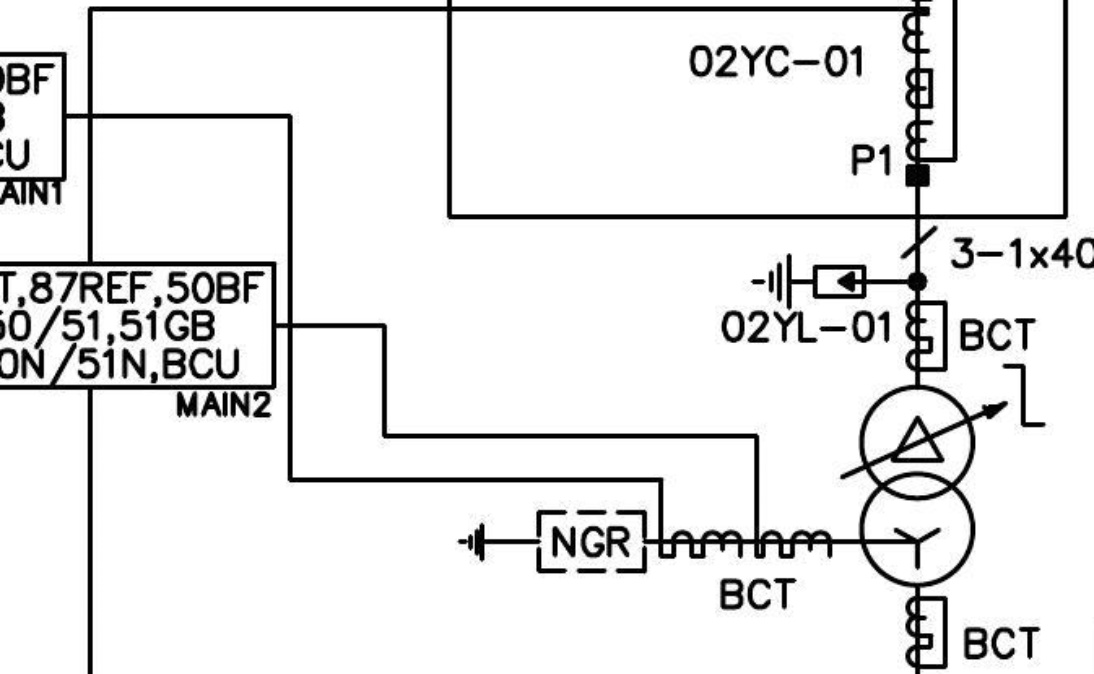 02YC-01
BF
CU
AIN1
P1
3-1x40
T,87REF,50BF
50/51,51GB
0N/51N,BCU
MAIN2
02YL-01
BCT
NGR
BCT
BCT